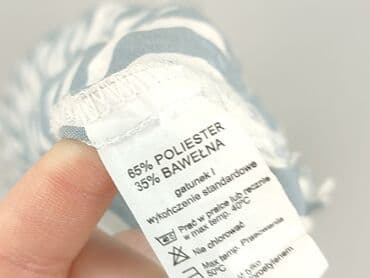 65% POLIESTER
35% BAWEŁNA
gatunek I
wykończenie standardowe
Prać w pralce lub ręcznie
w max temp. 40°C
Nie chlorować
Max temp. Prasowania